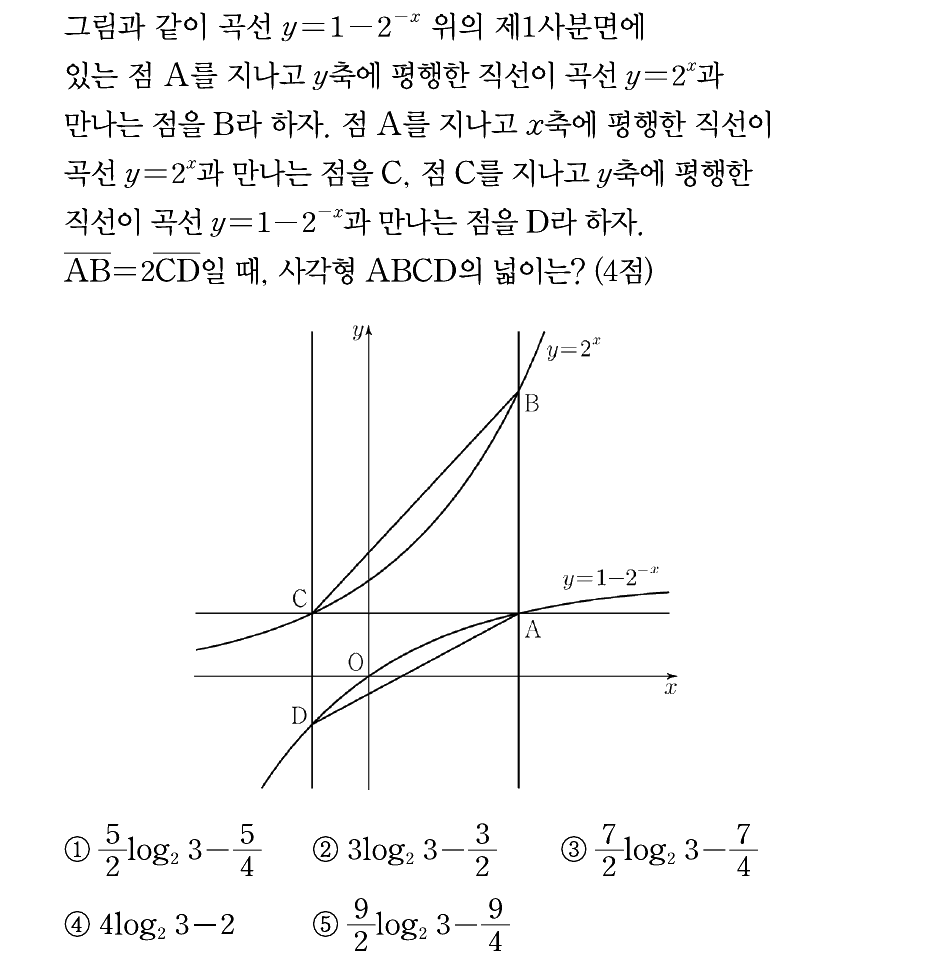 그림과 같이 곡선 y=1−2⁻ˣ 위의 제1사분면에
있는 점 A를 지나고 y축에 평행한 직선이 곡선 y=2ˣ과
만나는 점을 B라 하자. 점 A를 지나고 x축에 평행한 직선이
곡선 y=2ˣ과 만나는 점을 C, 점 C를 지나고 y축에 평행한
직선이 곡선 y=1−2⁻ˣ과 만나는 점을 D라 하자.
A̅B̅=2C̅D̅일 때, 사각형 ABCD의 넓이는? (4점)
y
y=2ˣ
B
y=1−2⁻ˣ
C
A
O
x
D
① 5/2 log₂ 3−5/4 ② 3log₂ 3−3/2 ③ 7/2 log₂ 3−7/4
④ 4log₂ 3−2 ⑤ 9/2 log₂ 3−9/4